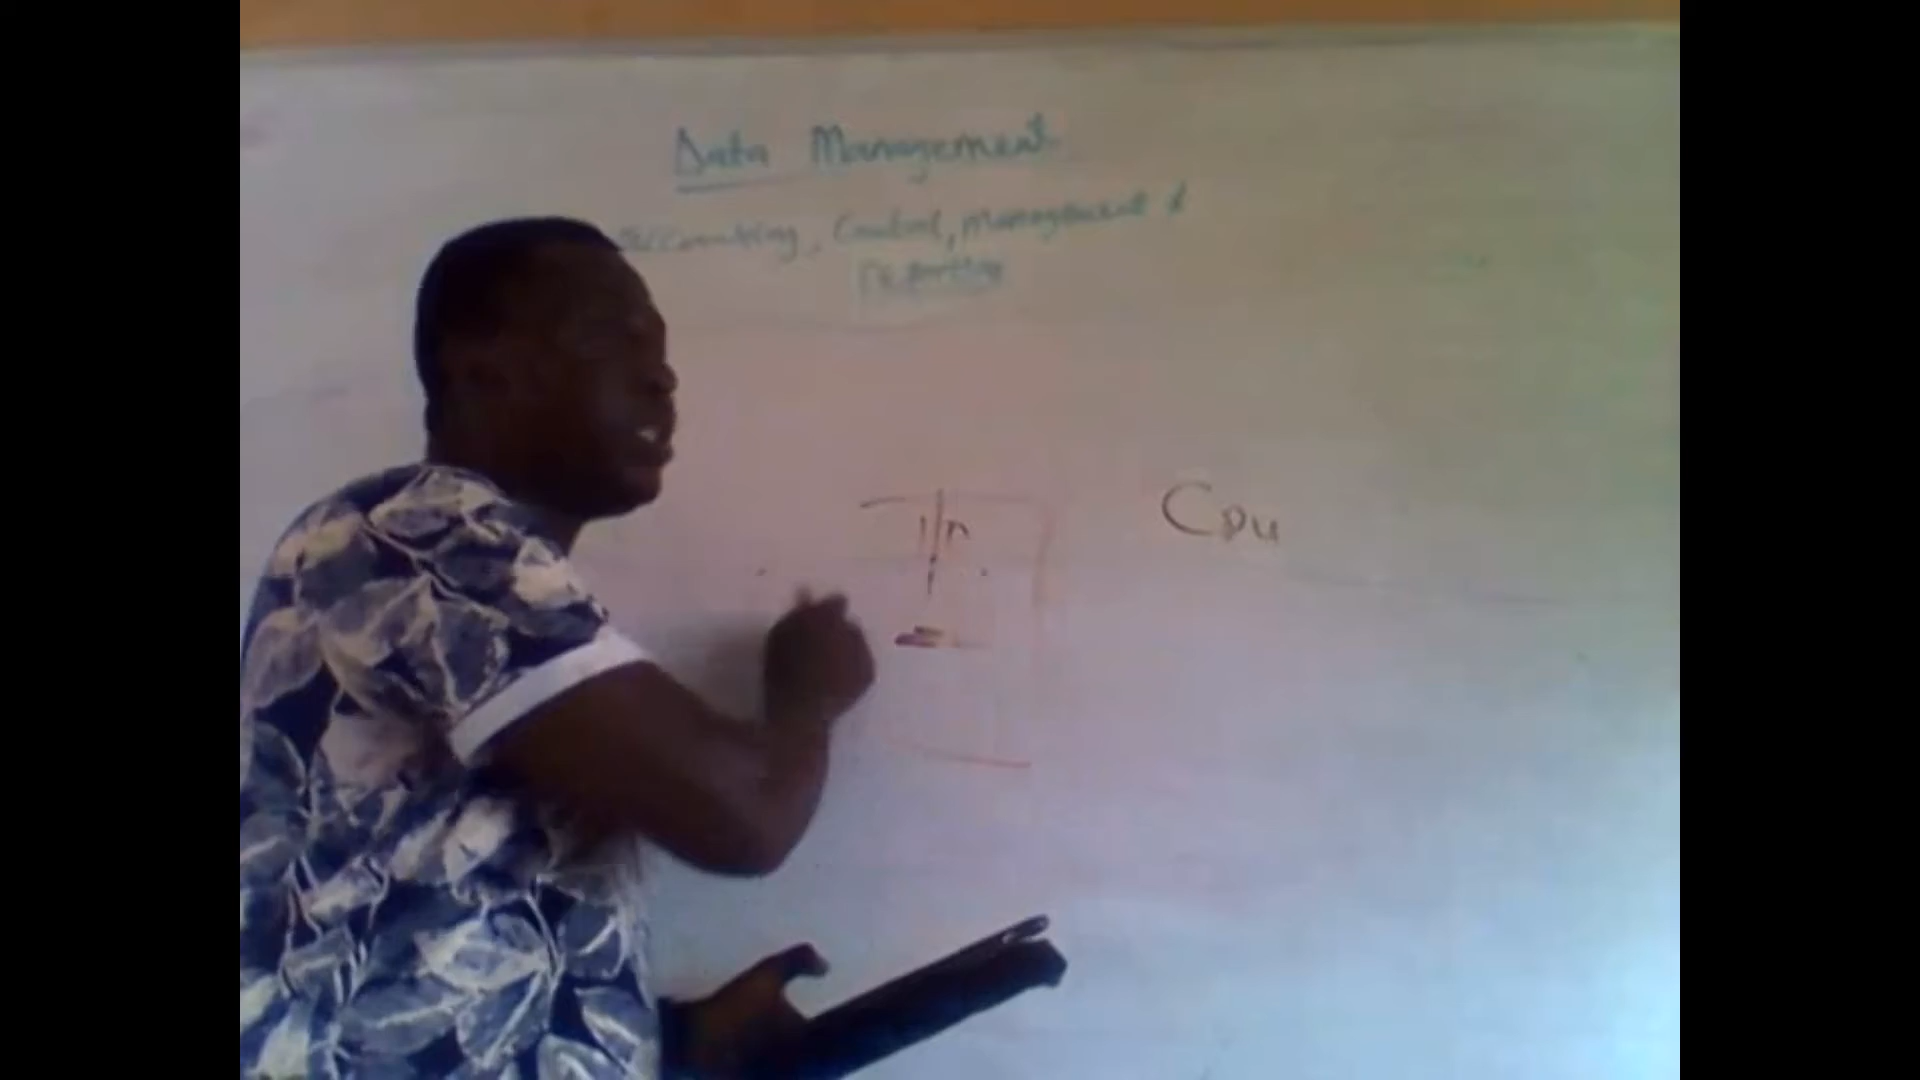 Data Management
Accounting, Control, Management &
reporting
Cpu